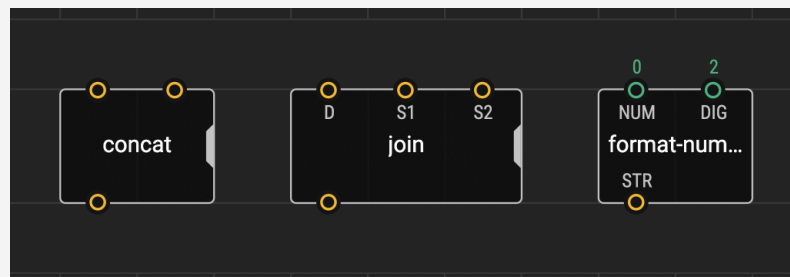 0 2
D S1 S2 NUM DIG
concat join format-num…
STR